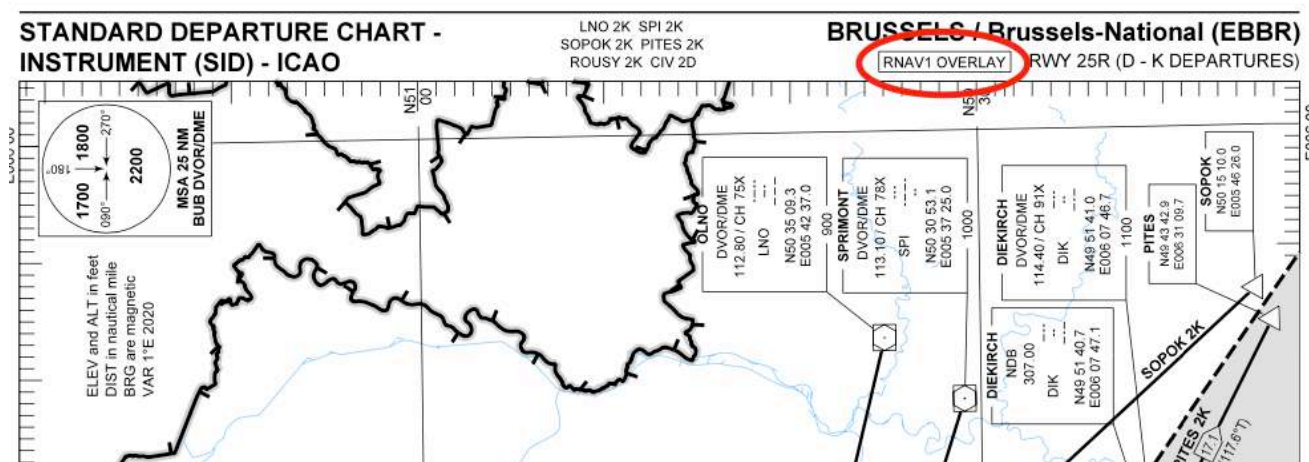 STANDARD DEPARTURE CHART -
INSTRUMENT (SID) - ICAO
LNO 2K SPI 2K
SOPOK 2K PITES 2K
ROUSY 2K CIV 2D
BRUSSELS / Brussels-National (EBBR)
RNAV1 OVERLAY
RWY 25R (D - K DEPARTURES)
180°
270°
090°
1700
1800
2200
MSA 25 NM
BUB DVOR/DME
ELEV and ALT in feet
DIST in nautical mile
BRG are magnetic
VAR 1°E 2020
N51
00
OLNO
DVOR/DME
112.80 / CH 75X
LNO
N50 35 09.3
E005 42 37.0
900
SPRIMONT
DVOR/DME
113.10 / CH 78X
SPI
N50 30 53.1
E005 37 25.0
1000
DIEKIRCH
DVOR/DME
114.40 / CH 91X
DIK
N49 51 41.0
E006 07 46.7
1100
DIEKIRCH
NDB
307.00
DIK
N49 51 40.7
E006 07 47.1
PITES
N49 43 42.9
E006 31 09.7
SOPOK
N50 15 10.0
E005 46 26.0
SOPOK 2K
PITES 2K
17.1
117.6°T)